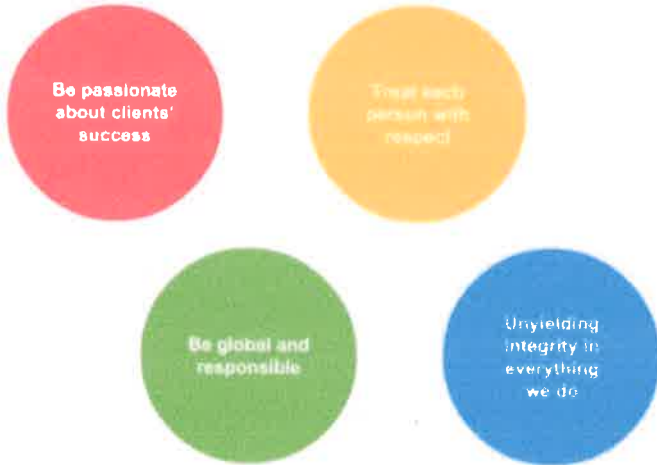 Be passionate
about clients'
success
Treat each
person with
respect
Be global and
responsible
Unyielding
integrity in
everything
we do